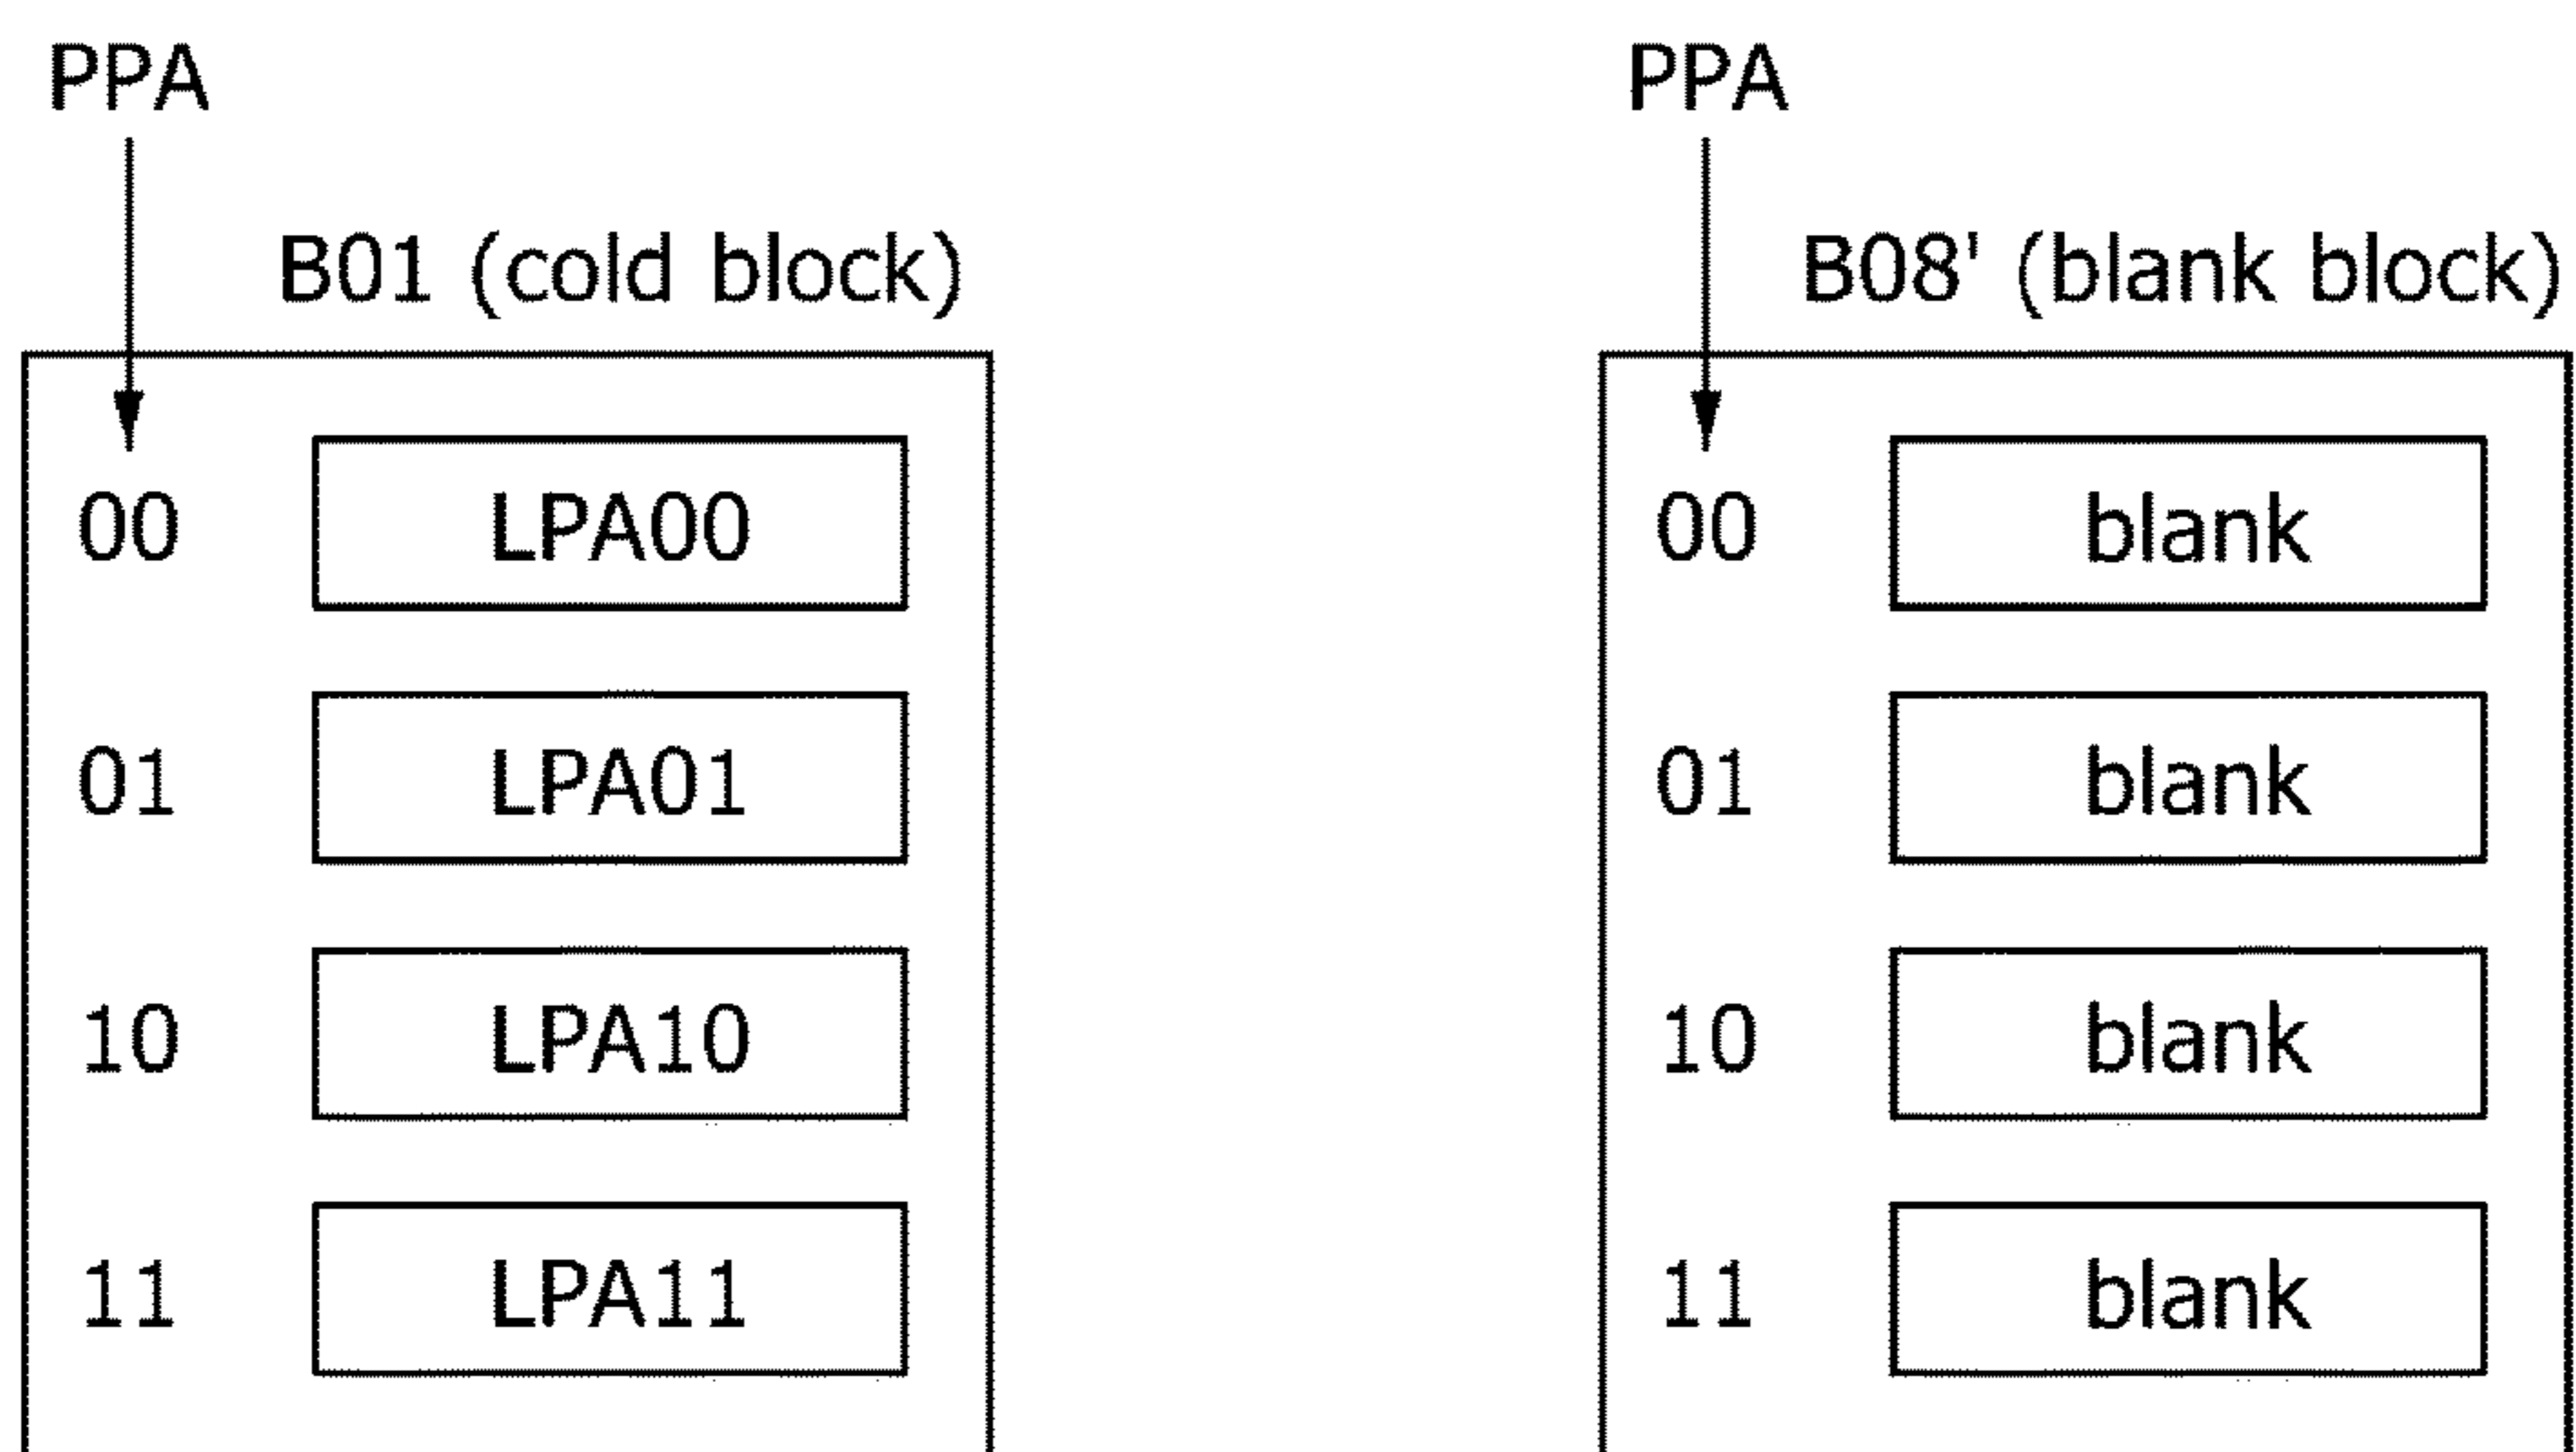 PPA
B01 (cold block)
00 LPA00
01 LPA01
10 LPA10
11 LPA11
PPA
B08' (blank block)
00 blank
01 blank
10 blank
11 blank